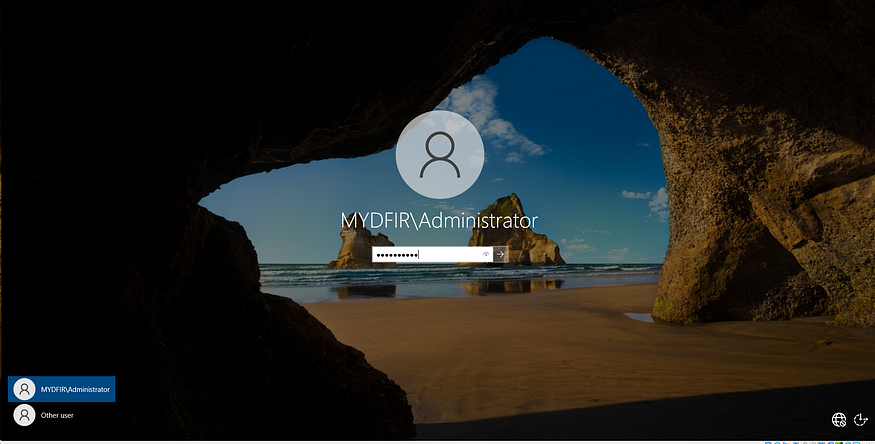 MYDFIR\Administrator
••••••••••
MYDFIR\Administrator
Other user